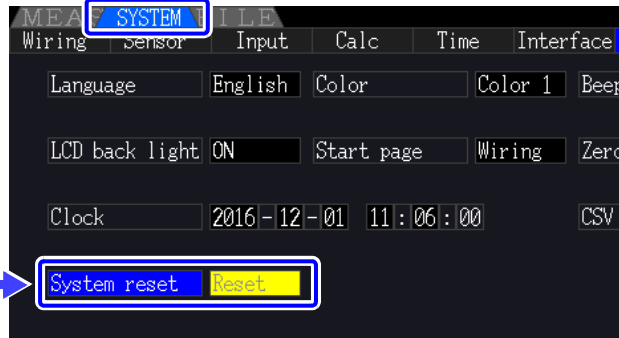 SYSTEM FILE
Wiring Sensor Input Calc Time Interface
Language English Color Color 1
LCD back light ON Start page Wiring
Clock 2016 - 12 - 01 11 : 06 : 00 CSV
System reset Reset